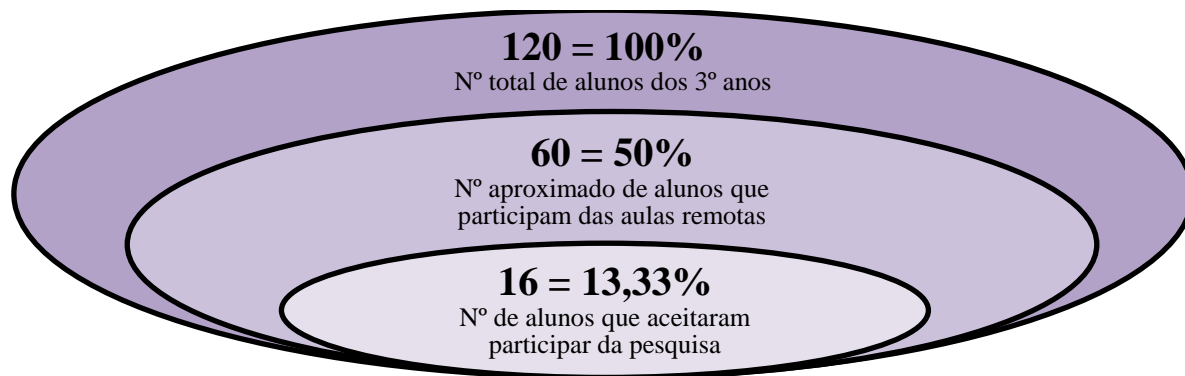 120 = 100%
Nº total de alunos dos 3º anos
60 = 50%
Nº aproximado de alunos que
participam das aulas remotas
16 = 13,33%
Nº de alunos que aceitaram
participar da pesquisa